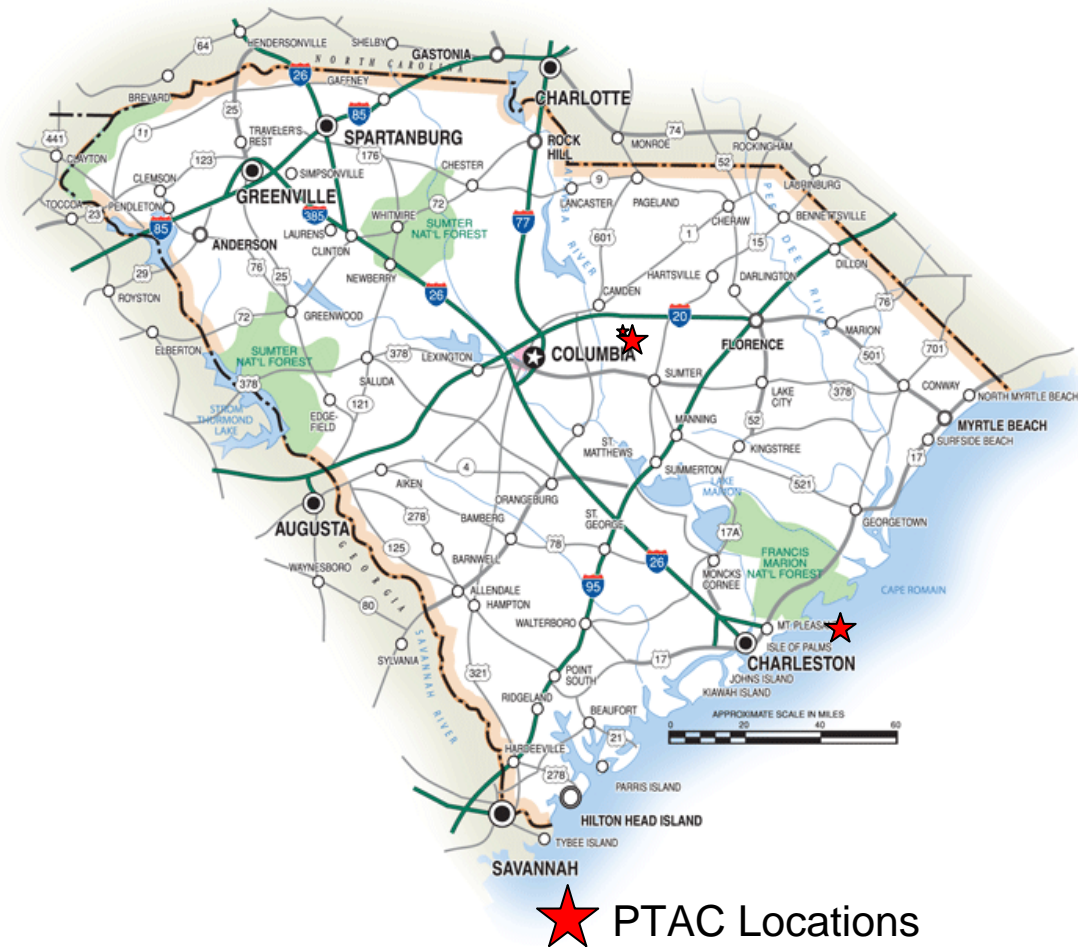 64
HENDERSONVILLE
SHELBY
GASTONIA
NORTH CAROLINA
26
GAFFNEY
BREVARD
85
CHARLOTTE
25
11
TRAVELER'S
REST
SPARTANBURG
176
ROCK
HILL
74
MONROE
ROCKINGHAM
52
441
CLAYTON
123
CHESTER
CLEMSON
SIMPSONVILLE
GREENVILLE
9
LAURINBURG
TOCCOA
23
PENDLETON
85
385
WHITMIRE
72
SUMTER
NAT'L FOREST
77
LANCASTER
PAGELAND
CHERAW
BENNETTSVILLE
ANDERSON
LAURENS
CLINTON
RIVER
601
1
15
PEE DEE
RIVER
DILLON
29
76
25
NEWBERRY
HARTSVILLE
DARLINGTON
ROYSTON
26
CAMDEN
76
72
GREENWOOD
20
MARION
ELBERTON
SUMTER
NAT'L FOREST
378
LEXINGTON
COLUMBIA
FLORENCE
501
701
378
SALUDA
SUMTER
LAKE
CITY
378
CONWAY
NORTH MYRTLE BEACH
STROM
THURMOND
LAKE
121
EDGE-
FIELD
52
MANNING
MYRTLE BEACH
SURFSIDE BEACH
ST.
MATTHEWS
KINGSTREE
17
4
SUMMERTON
AIKEN
LAKE
MARION
521
ORANGEBURG
AUGUSTA
278
BAMBERG
ST.
GEORGE
GEORGETOWN
17A
GEORGIA
125
78
BARNWELL
26
FRANCIS
MARION
NAT'L FOREST
WAYNESBORO
MONCKS
CORNEE
95
CAPE ROMAIN
80
ALLENDALE
HAMPTON
WALTERBORO
MT. PLEASANT
ISLE OF PALMS
SYLVANIA
SAVANNAH RIVER
17
CHARLESTON
321
POINT
SOUTH
JOHNS ISLAND
KIAWAH ISLAND
RIDGELAND
BEAUFORT
APPROXIMATE SCALE IN MILES
0 20 40 60
21
HARDEEVILLE
278
PARRIS ISLAND
HILTON HEAD ISLAND
TYBEE ISLAND
SAVANNAH
PTAC Locations